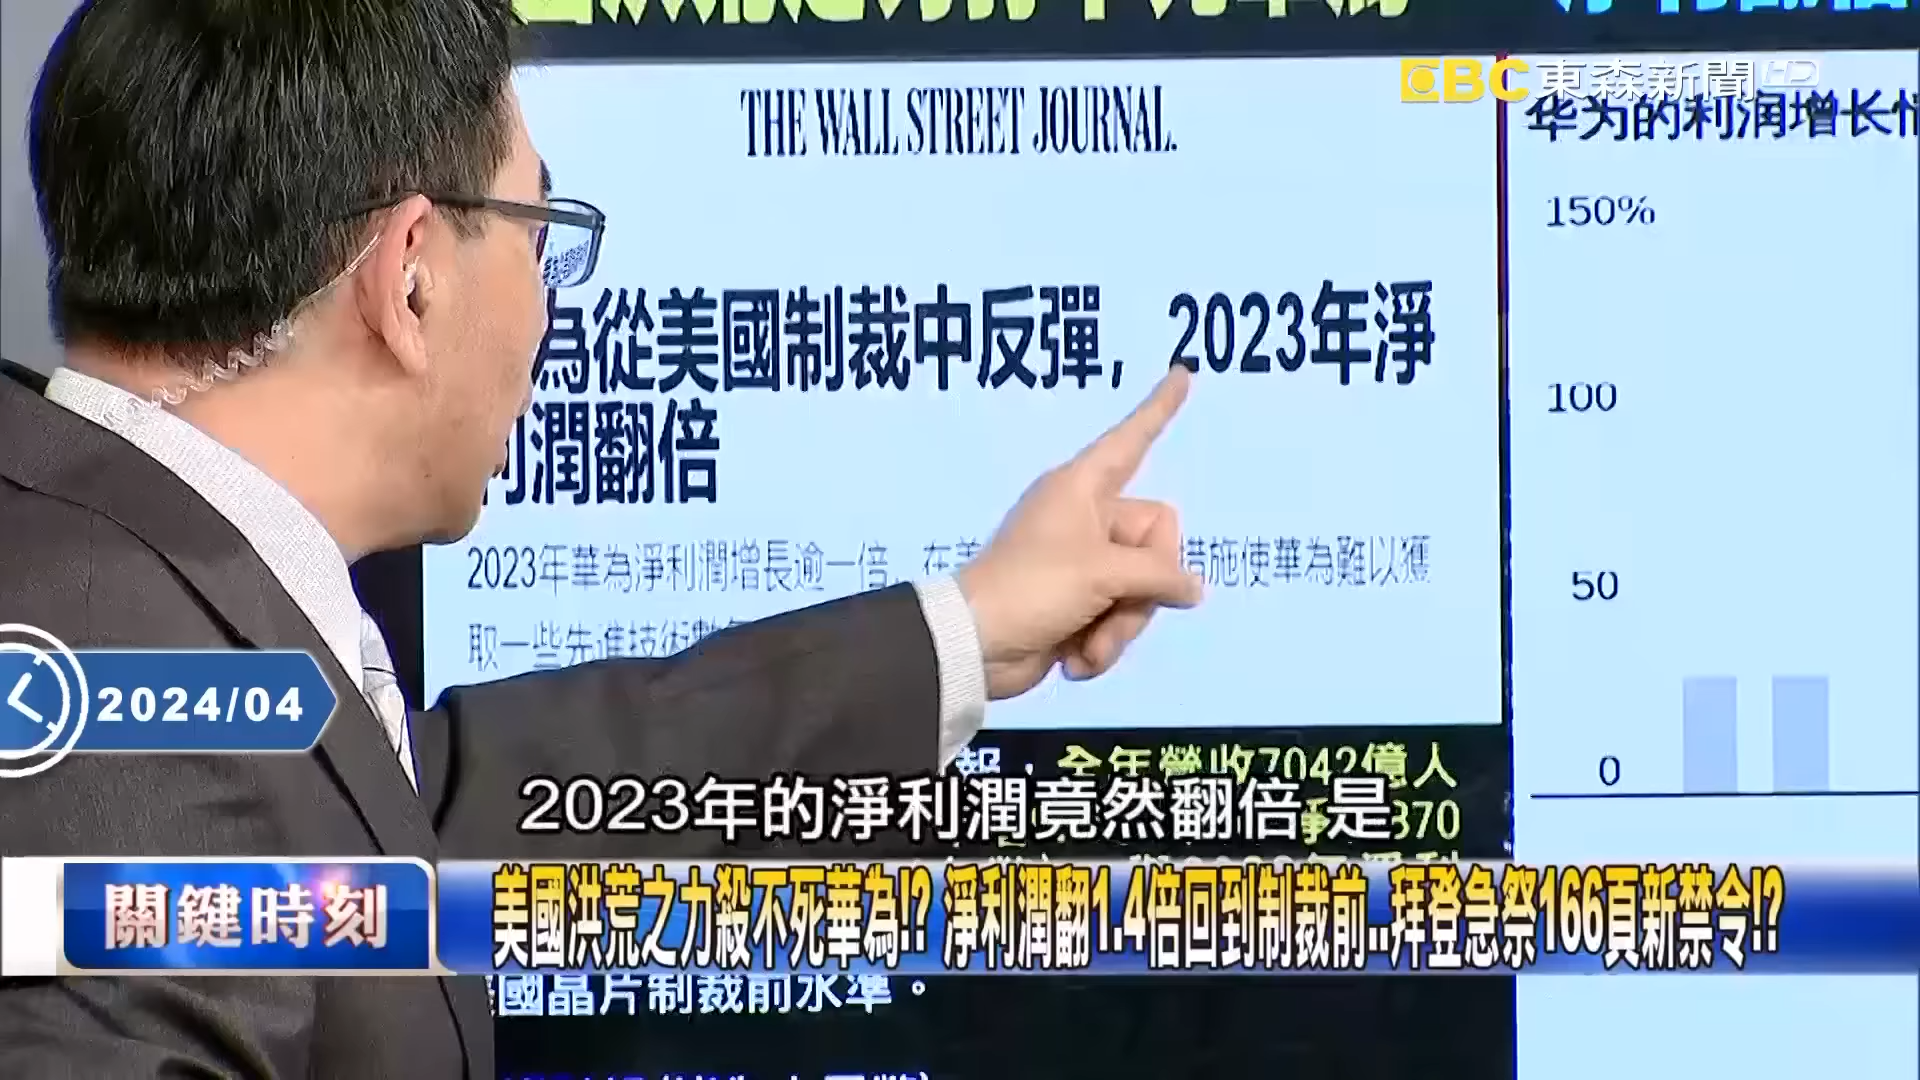 EBC 東森新聞 HD
THE WALL STREET JOURNAL.
為從美國制裁中反彈，2023年淨
利潤翻倍
2023年華為淨利潤增長逾一倍，在美
措施使華為難以獲
取一些先進技術數
华为的利润增长情
150%
100
50
0
2024/04
報，全年營收7042億人
370
2023年的淨利潤竟然翻倍 是
關鍵時刻
美國洪荒之力殺不死華為!? 淨利潤翻1.4倍回到制裁前..拜登急祭166頁新禁令!?
國晶片制裁前水準。